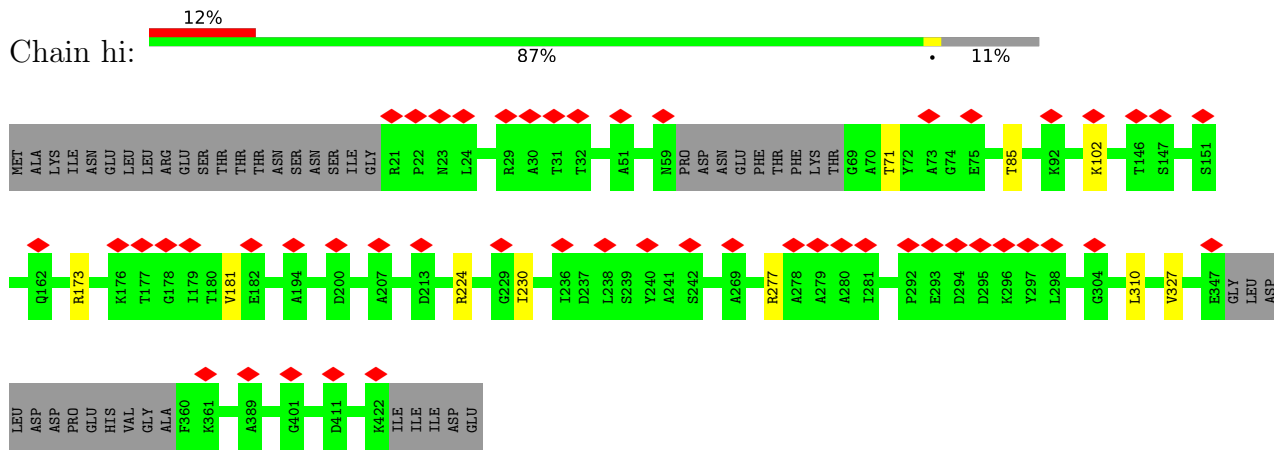 12%
Chain hi:
87% • 11%
MET ALA LYS ILE ASN GLU LEU LEU ARG GLU SER THR THR THR ASN SER ASN SER ILE GLY R21 P22 N23 L24 R29 A30 T31 T32 A51 N59 PRO ASP ASN GLU PHE THR PHE LYS THR G69 A70 T71 Y72 A73 G74 E75 T85 K92 K102 T146 S147 S151
Q162 R173 K176 T177 G178 I179 T180 V181 E182 A194 D200 A207 D213 R224 G229 I230 I236 D237 L238 S239 Y240 A241 S242 A269 R277 A278 A279 A280 I281 P292 E293 D294 D295 K296 Y297 L298 G304 L310 V327 E347 GLY LEU ASP
LEU ASP ASP PRO GLU HIS VAL GLY ALA F360 K361 A389 G401 D411 K422 ILE ILE ILE ASP GLU